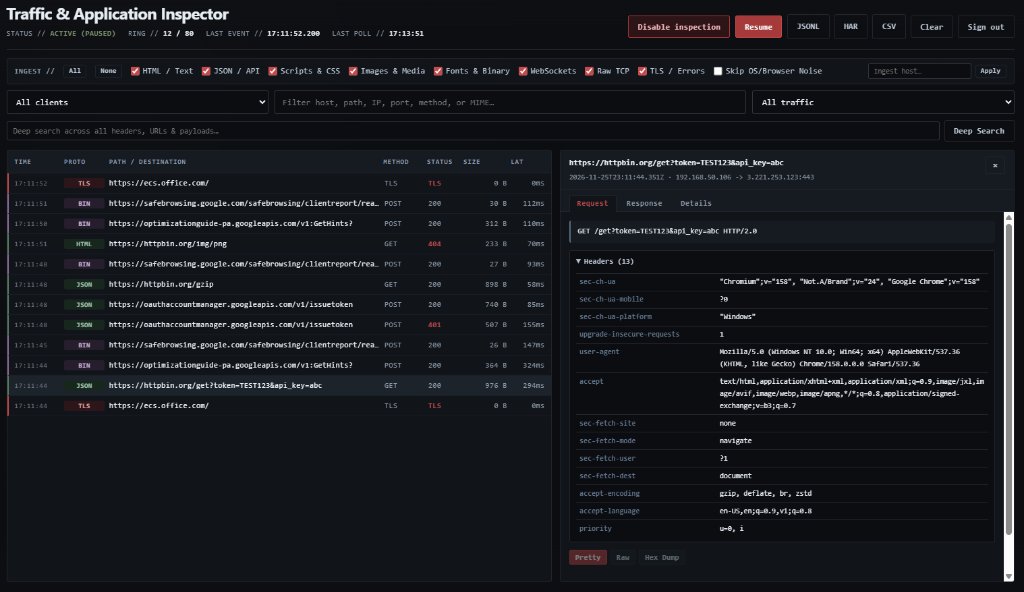 Traffic & Application Inspector
STATUS // ACTIVE (PAUSED) RING // 12 / 80 LAST EVENT // 17:11:52.200 LAST POLL // 17:13:51
Disable inspection Resume JSONL HAR CSV Clear Sign out
INGEST // All None HTML / Text JSON / API Scripts & CSS Images & Media Fonts & Binary WebSockets Raw TCP TLS / Errors Skip OS/Browser Noise Ingest host… Apply
All clients Filter host, path, IP, port, method, or MIME… All traffic
Deep search across all headers, URLs & payloads… Deep Search
TIME PROTO PATH / DESTINATION METHOD STATUS SIZE LAT
17:11:52 TLS https://ecs.office.com/ TLS TLS 0 B 0ms
17:11:51 BIN https://safebrowsing.google.com/safebrowsing/clientreport/rea… POST 200 30 B 112ms
17:11:50 BIN https://optimizationguide-pa.googleapis.com/v1:GetHints? POST 200 312 B 110ms
17:11:51 HTML https://httpbin.org/img/png GET 404 233 B 70ms
17:11:48 BIN https://safebrowsing.google.com/safebrowsing/clientreport/rea… POST 200 27 B 93ms
17:11:48 JSON https://httpbin.org/gzip GET 200 898 B 58ms
17:11:48 JSON https://oauthaccountmanager.googleapis.com/v1/issuetoken POST 200 740 B 85ms
17:11:48 JSON https://oauthaccountmanager.googleapis.com/v1/issuetoken POST 401 507 B 155ms
17:11:45 BIN https://safebrowsing.google.com/safebrowsing/clientreport/rea… POST 200 26 B 147ms
17:11:44 BIN https://optimizationguide-pa.googleapis.com/v1:GetHints? POST 200 364 B 324ms
17:11:44 JSON https://httpbin.org/get?token=TEST123&api_key=abc GET 200 976 B 294ms
17:11:44 TLS https://ecs.office.com/ TLS TLS 0 B 0ms
https://httpbin.org/get?token=TEST123&api_key=abc ×
2026-11-25T23:11:44.351Z · 192.168.50.106 -> 3.221.253.123:443
Request Response Details
GET /get?token=TEST123&api_key=abc HTTP/2.0
▼ Headers (13)
sec-ch-ua "Chromium";v="158", "Not.A/Brand";v="24", "Google Chrome";v="158"
sec-ch-ua-mobile ?0
sec-ch-ua-platform "Windows"
upgrade-insecure-requests 1
user-agent Mozilla/5.0 (Windows NT 10.0; Win64; x64) AppleWebKit/537.36
(KHTML, like Gecko) Chrome/158.0.0.0 Safari/537.36
accept text/html,application/xhtml+xml,application/xml;q=0.9,image/jxl,im
age/avif,image/webp,image/apng,*/*;q=0.8,application/signed-
exchange;v=b3;q=0.7
sec-fetch-site none
sec-fetch-mode navigate
sec-fetch-user ?1
sec-fetch-dest document
accept-encoding gzip, deflate, br, zstd
accept-language en-US,en;q=0.9,vi;q=0.8
priority u=0, i
Pretty Raw Hex Dump